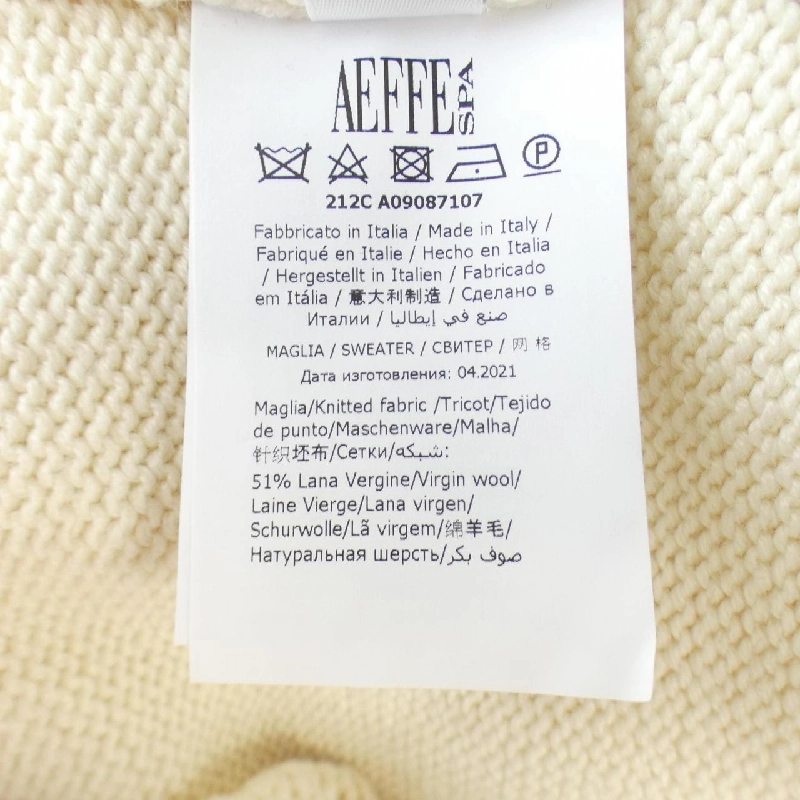 AEFFE SPA
P
212C A09087107
Fabbricato in Italia / Made in Italy /
Fabriqué en Italie / Hecho en Italia
/ Hergestellt in Italien / Fabricado
em Itália / 意大利制造 / Сделано в
Италии / صنع في إيطاليا
MAGLIA / SWEATER / СВИТЕР / 网 格
Дата изготовления: 04.2021
Maglia/Knitted fabric /Tricot/Tejido
de punto/Maschenware/Malha/
针织坯布/Сетки/شبكه:
51% Lana Vergine/Virgin wool/
Laine Vierge/Lana virgen/
Schurwolle/Lã virgem/绵羊毛/
Натуральная шерсть/صوف بكر